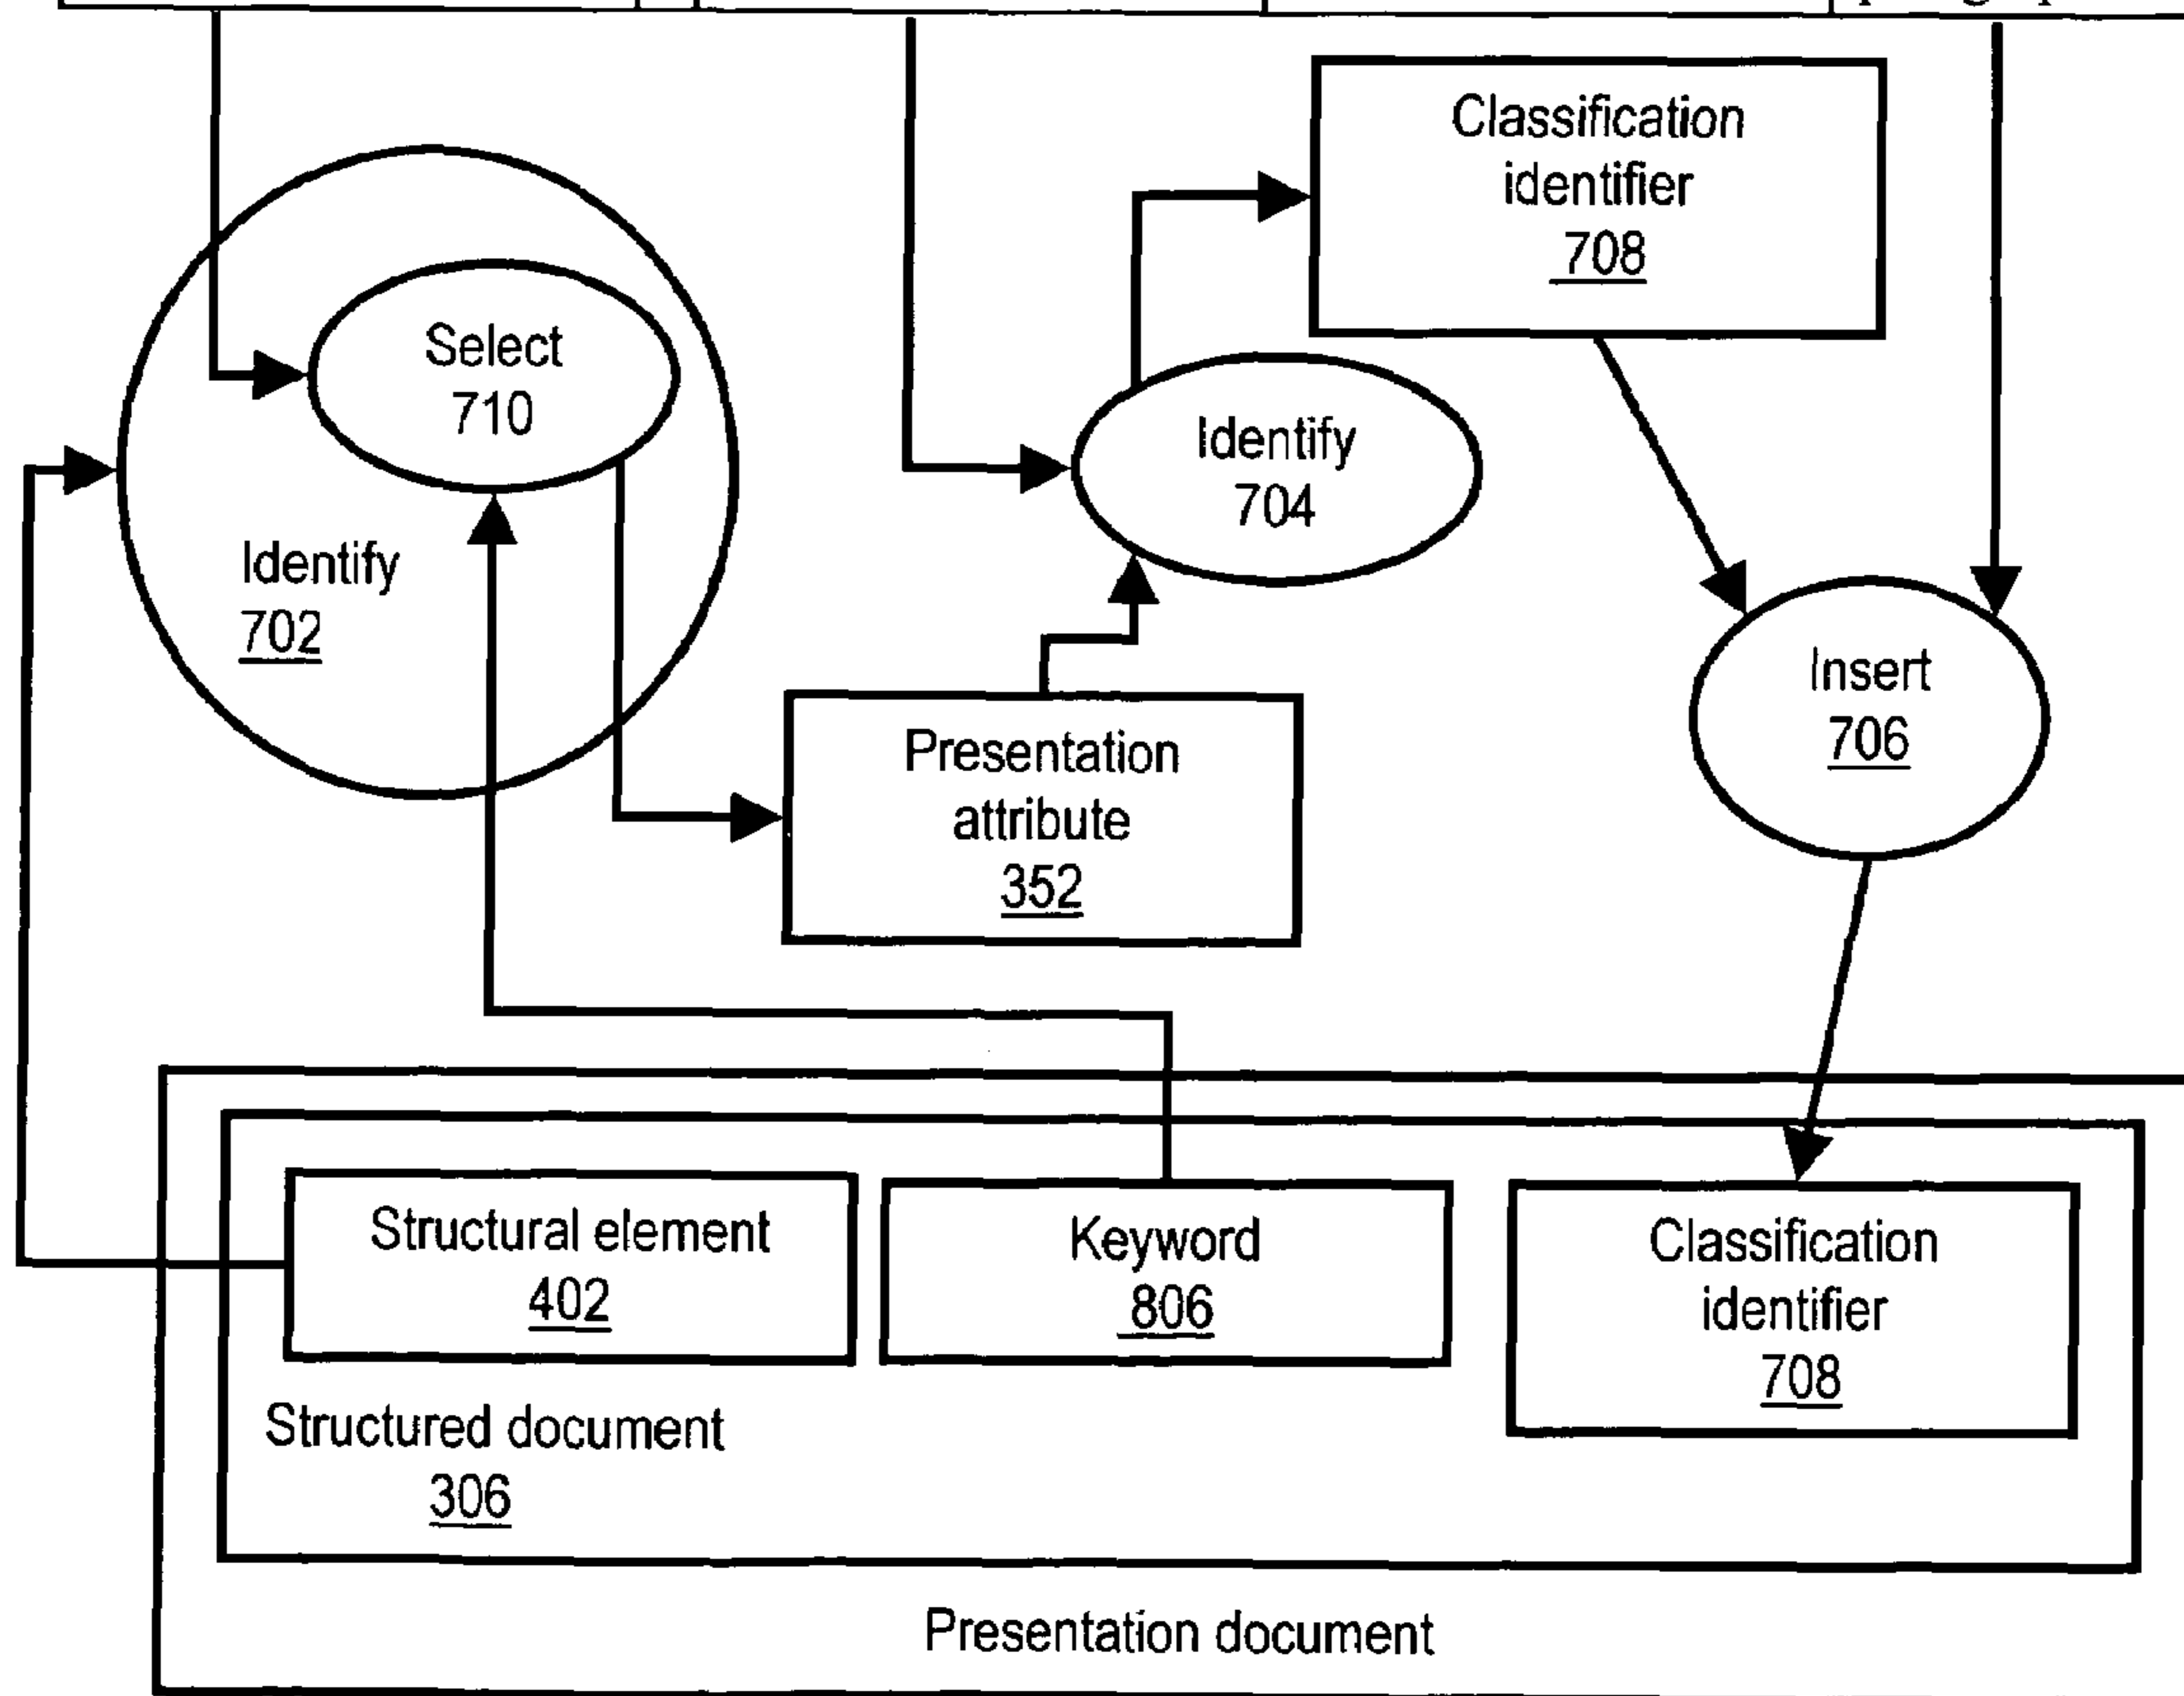 Classification
identifier
708
Select
710
Identify
704
Identify
702
Insert
706
Presentation
attribute
352
Structural element
402
Keyword
806
Classification
identifier
708
Structured document
306
Presentation document